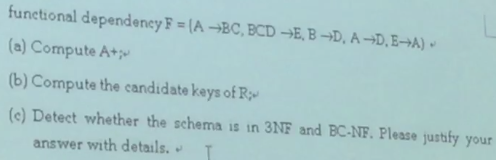 functional dependency F = {A →BC, BCD →E, B →D, A →D, E→A}
(a) Compute A+;
(b) Compute the candidate keys of R;
(c) Detect whether the schema is in 3NF and BC-NF. Please justify your
answer with details.